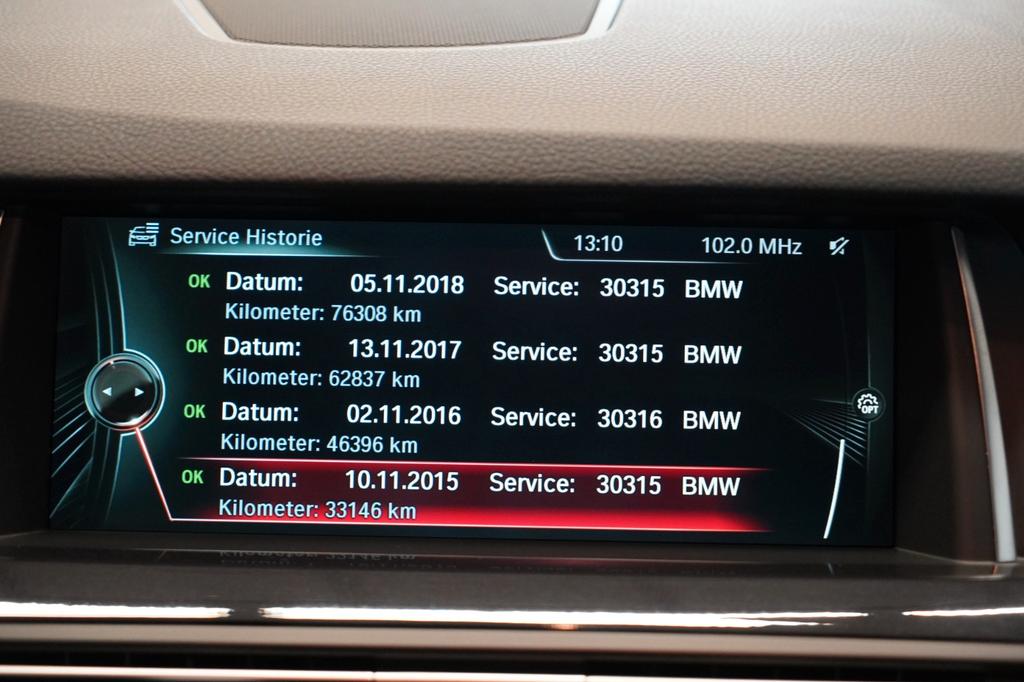 Service Historie 13:10 102.0 MHz
OK Datum: 05.11.2018 Service: 30315 BMW
Kilometer: 76308 km
OK Datum: 13.11.2017 Service: 30315 BMW
Kilometer: 62837 km
OPT
OK Datum: 02.11.2016 Service: 30316 BMW
Kilometer: 46396 km
OK Datum: 10.11.2015 Service: 30315 BMW
Kilometer: 33146 km